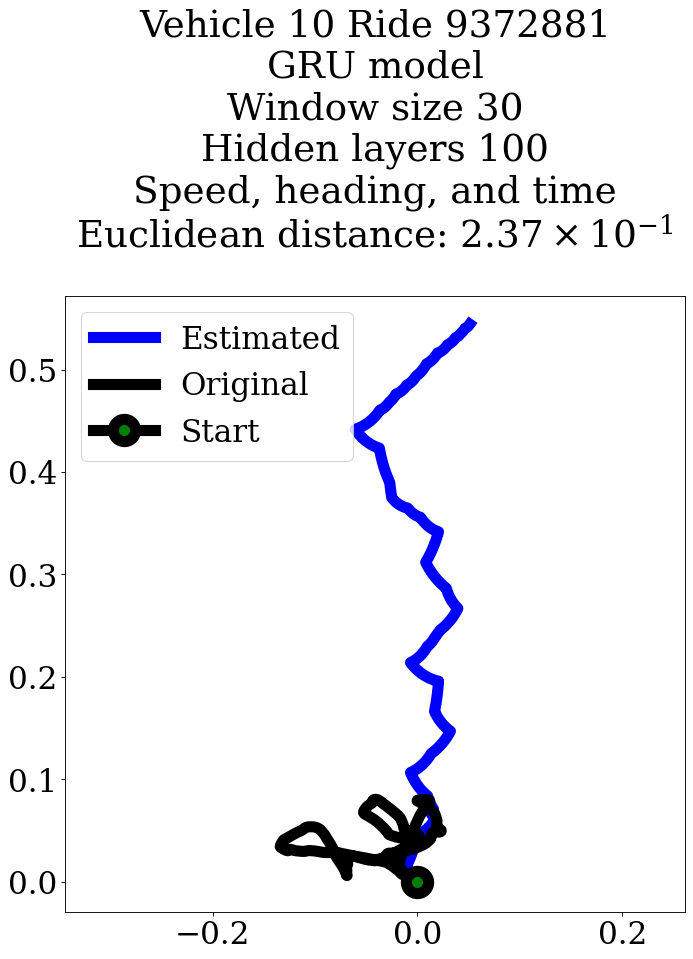 Vehicle 10 Ride 9372881
GRU model
Window size 30
Hidden layers 100
Speed, heading, and time
Euclidean distance: 2.37 × 10⁻¹
Estimated
Original
Start
0.5
0.4
0.3
0.2
0.1
0.0
−0.2 0.0 0.2